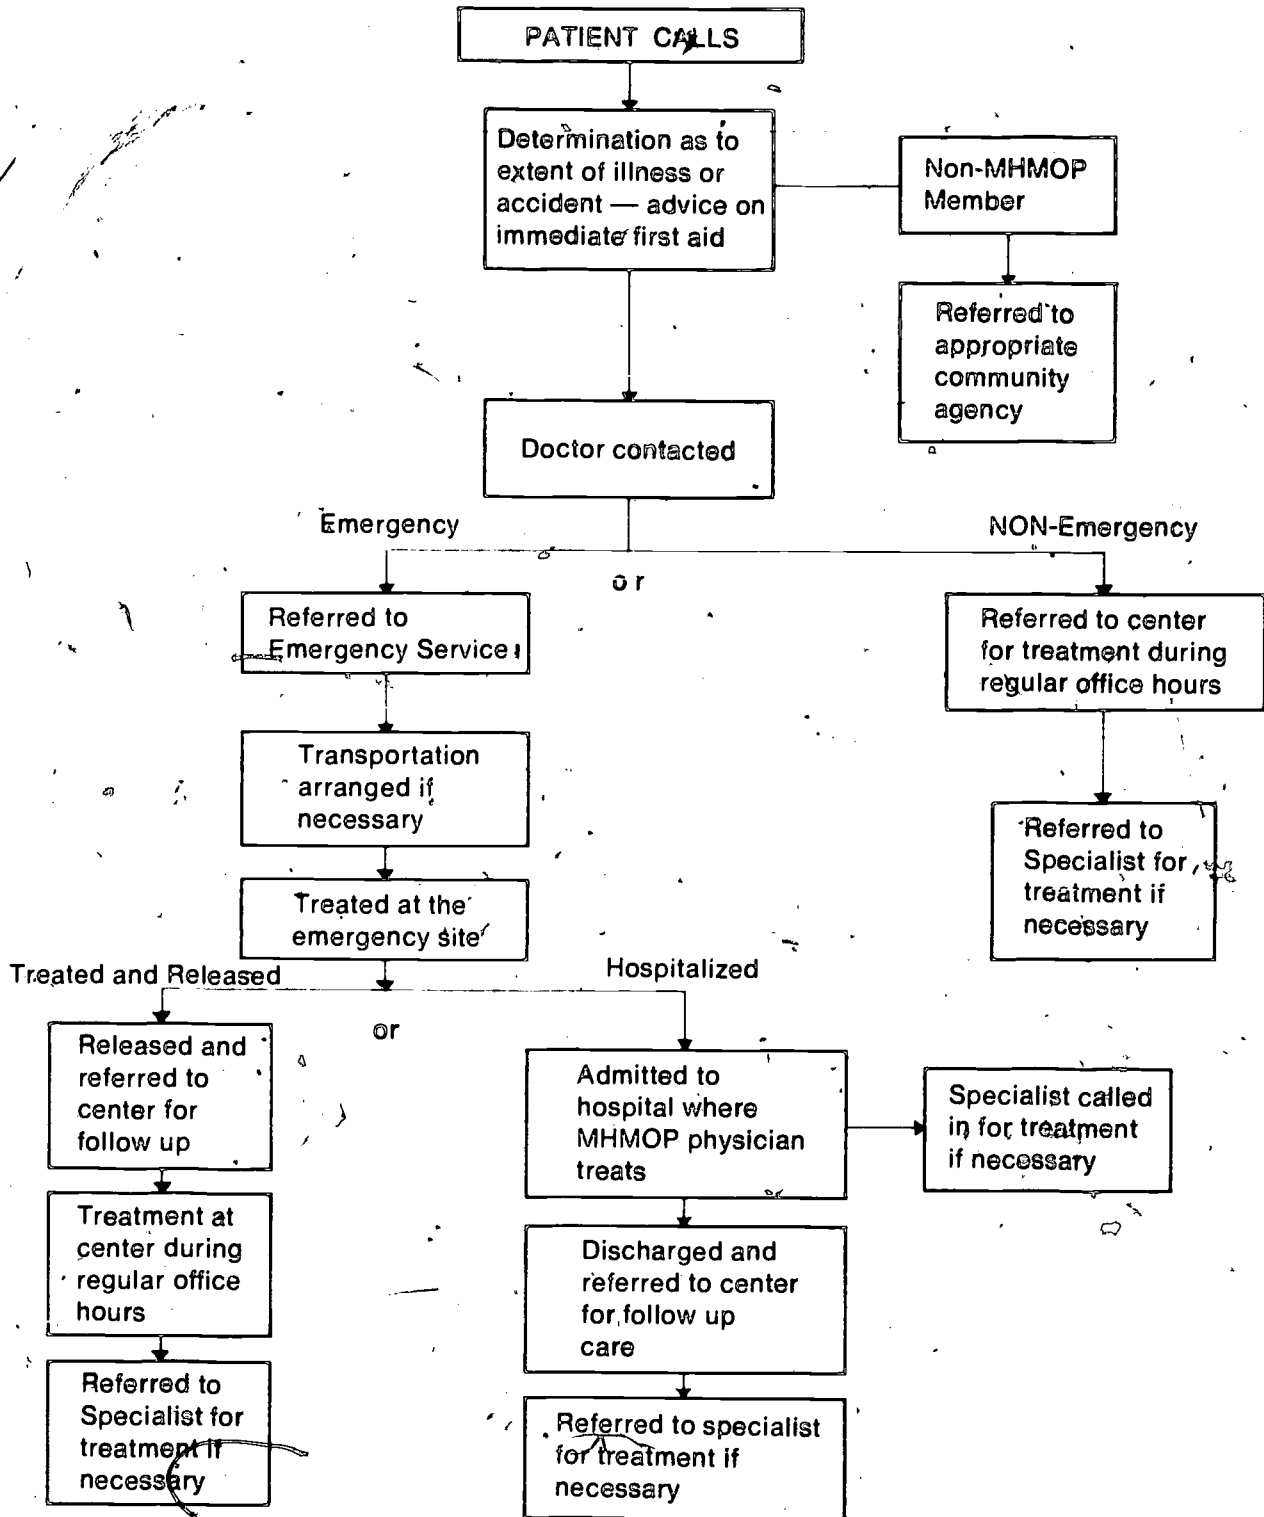 PATIENT CALLS
Determination as to
extent of illness or
accident — advice on
immediate first aid
Non-MHMOP
Member
Referred to
appropriate
community
agency
Doctor contacted
Emergency
or
NON-Emergency
Referred to
Emergency Service
Transportation
arranged if
necessary
Treated at the
emergency site
Referred to center
for treatment during
regular office hours
Referred to
Specialist for
treatment if
necessary
Treated and Released
or
Hospitalized
Released and
referred to
center for
follow up
Treatment at
center during
regular office
hours
Referred to
Specialist for
treatment if
necessary
Admitted to
hospital where
MHMOP physician
treats
Specialist called
in for treatment
if necessary
Discharged and
referred to center
for follow up
care
Referred to specialist
for treatment if
necessary